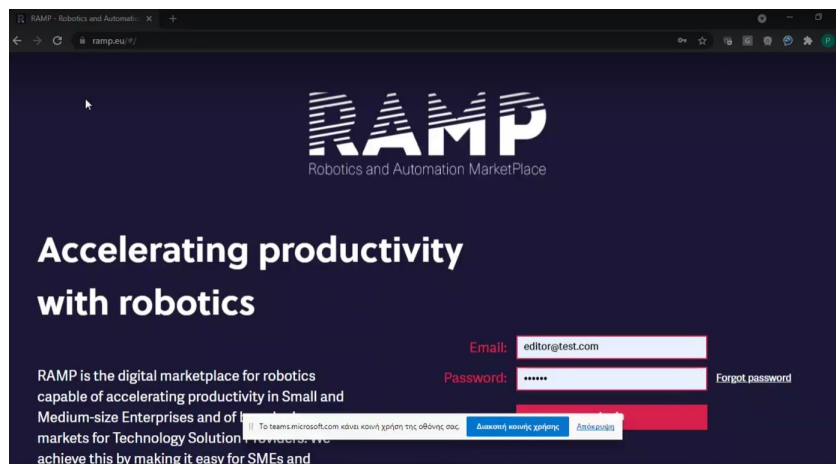 RAMP - Robotics and Automatio
ramp.eu/#/
RAMP
Robotics and Automation MarketPlace
Accelerating productivity
with robotics
Email: editor@test.com
Password: •••••• Forgot password
RAMP is the digital marketplace for robotics
capable of accelerating productivity in Small and
Medium-size Enterprises and of
Το teams.microsoft.com κάνει κοινή χρήση της οθόνης σας. Διακοπή κοινής χρήσης Απόκρυψη
markets for Technology Solution Providers. We
achieve this by making it easy for SMEs and